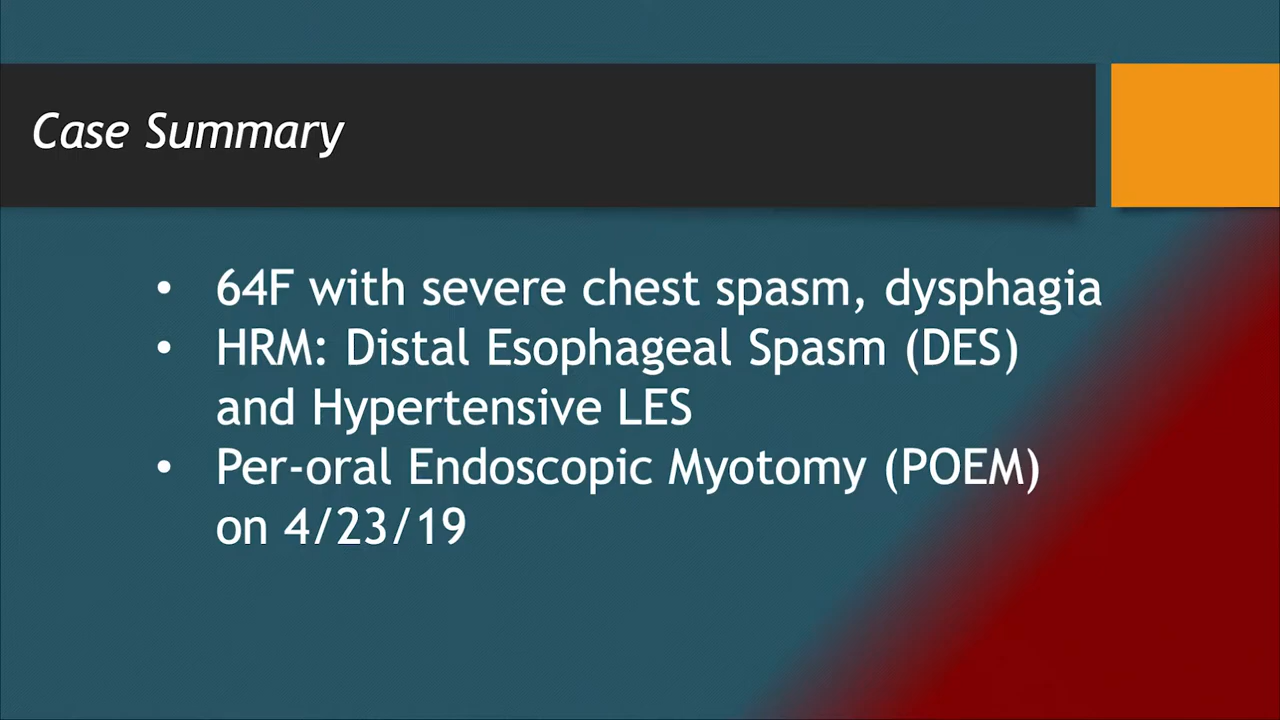 Case Summary
• 64F with severe chest spasm, dysphagia
• HRM: Distal Esophageal Spasm (DES)
and Hypertensive LES
• Per-oral Endoscopic Myotomy (POEM)
on 4/23/19